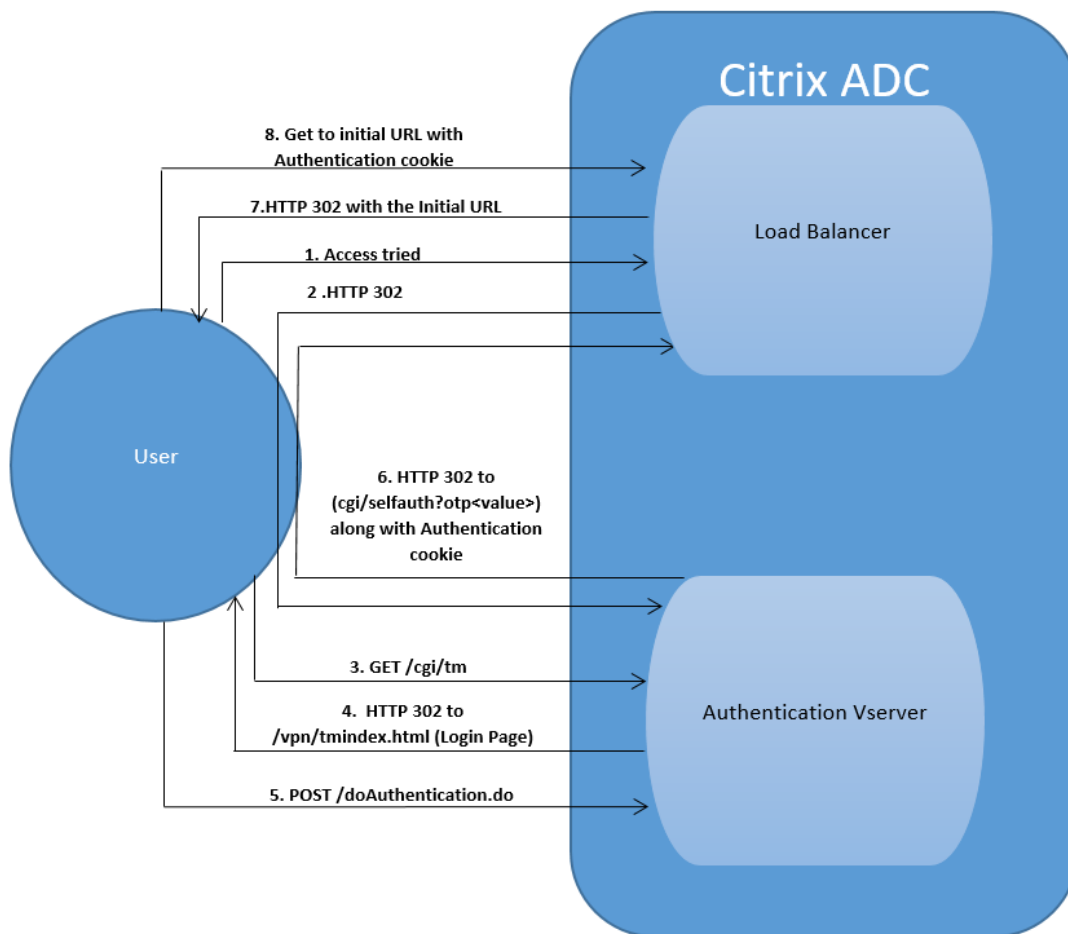 Citrix ADC
8. Get to initial URL with
Authentication cookie
7.HTTP 302 with the Initial URL
Load Balancer
1. Access tried
2 .HTTP 302
User
6. HTTP 302 to
(cgi/selfauth?otp<value>)
along with Authentication
cookie
3. GET /cgi/tm
4. HTTP 302 to
/vpn/tmindex.html (Login Page)
Authentication Vserver
5. POST /doAuthentication.do